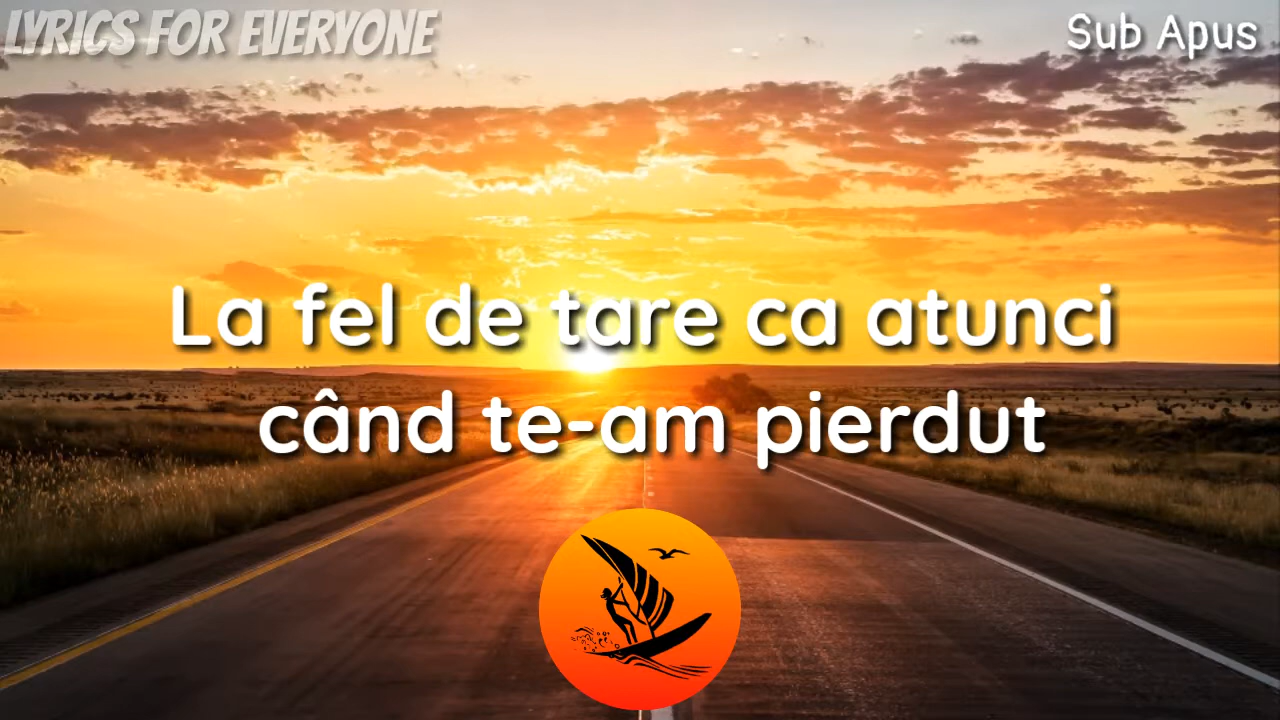 LYRICS FOR EVERYONE
Sub Apus
La fel de tare ca atunci
când te-am pierdut